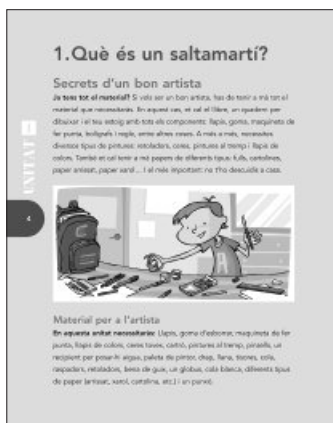 1.Què és un saltamartí?
Secrets d'un bon artista
Ja tens tot el material? Si vols ser un bon artista, has de tenir a mà tot el
material que necessitaràs. En aquest cas, et cal el llibre, un quadern per
dibuixar i el teu estoig amb tots els components: llapis, goma, maquineta de
fer punta, bolígrafs i regle, entre altres coses. A més a més, necessites
diversos tipus de pintures: retoladors, ceres, pintures al tremp i llapis de
colors. També et cal tenir a mà papers de diferents tipus: fulls, cartolines,
paper arrissat, paper xarol ... I el més important: no t'ho descuidis a casa.
UNITAT 1
4
A
Material per a l'artista
En aquesta unitat necessitaràs: Llapis, goma d'esborrar, maquineta de fer
punta, llapis de colors, ceres toves, cartró, pintures al tremp, pinzells, un
recipient per posar-hi aigua, paleta de pintor, drap, llana, tisores, cola,
retoladors, bena de guix, un globus, cola blanca, diferents tipus
de paper (arrissat, xarol, cartolina, etc.) i un punxó.